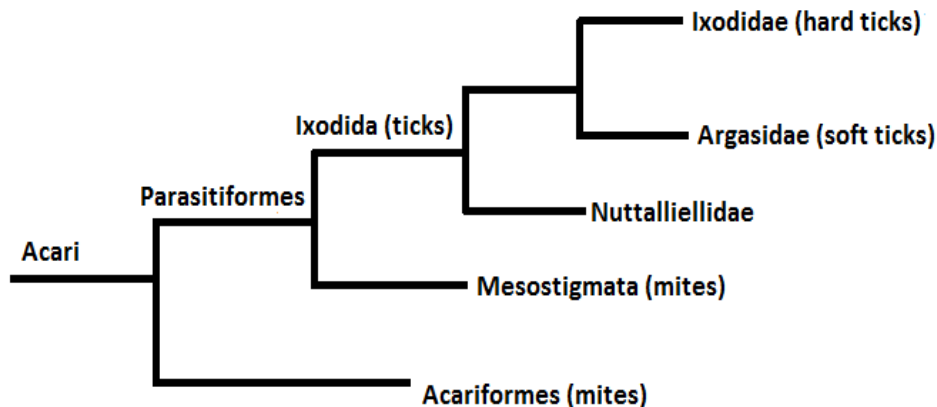 Ixodidae (hard ticks)
Ixodida (ticks)
Argasidae (soft ticks)
Parasitiformes
Nuttalliellidae
Acari
Mesostigmata (mites)
Acariformes (mites)